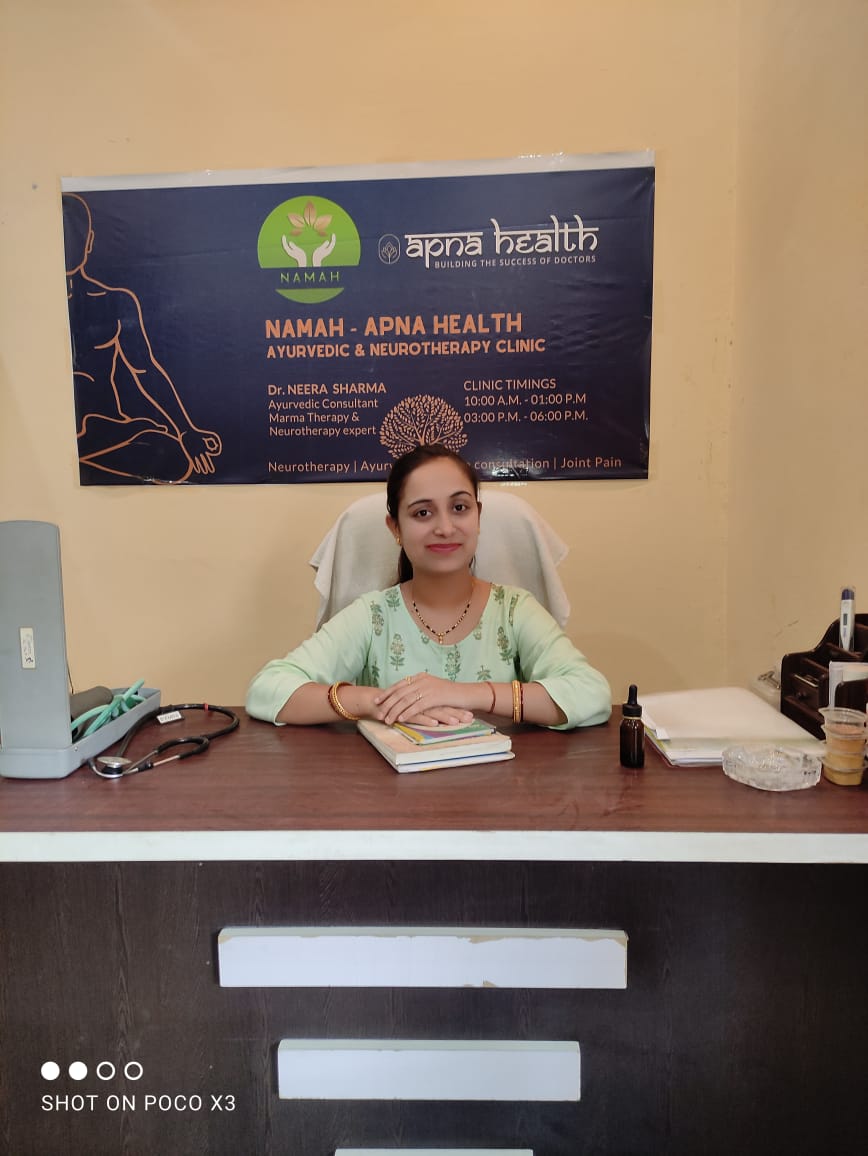 NAMAH
apna health
BUILDING THE SUCCESS OF DOCTORS
NAMAH - APNA HEALTH
AYURVEDIC & NEUROTHERAPY CLINIC
Dr. NEERA SHARMA
Ayurvedic Consultant
Marma Therapy &
Neurotherapy expert
CLINIC TIMINGS
10:00 A.M. - 01:00 P.M
03:00 P.M. - 06:00 P.M.
Neurotherapy | consultation | Joint Pain
SHOT ON POCO X3